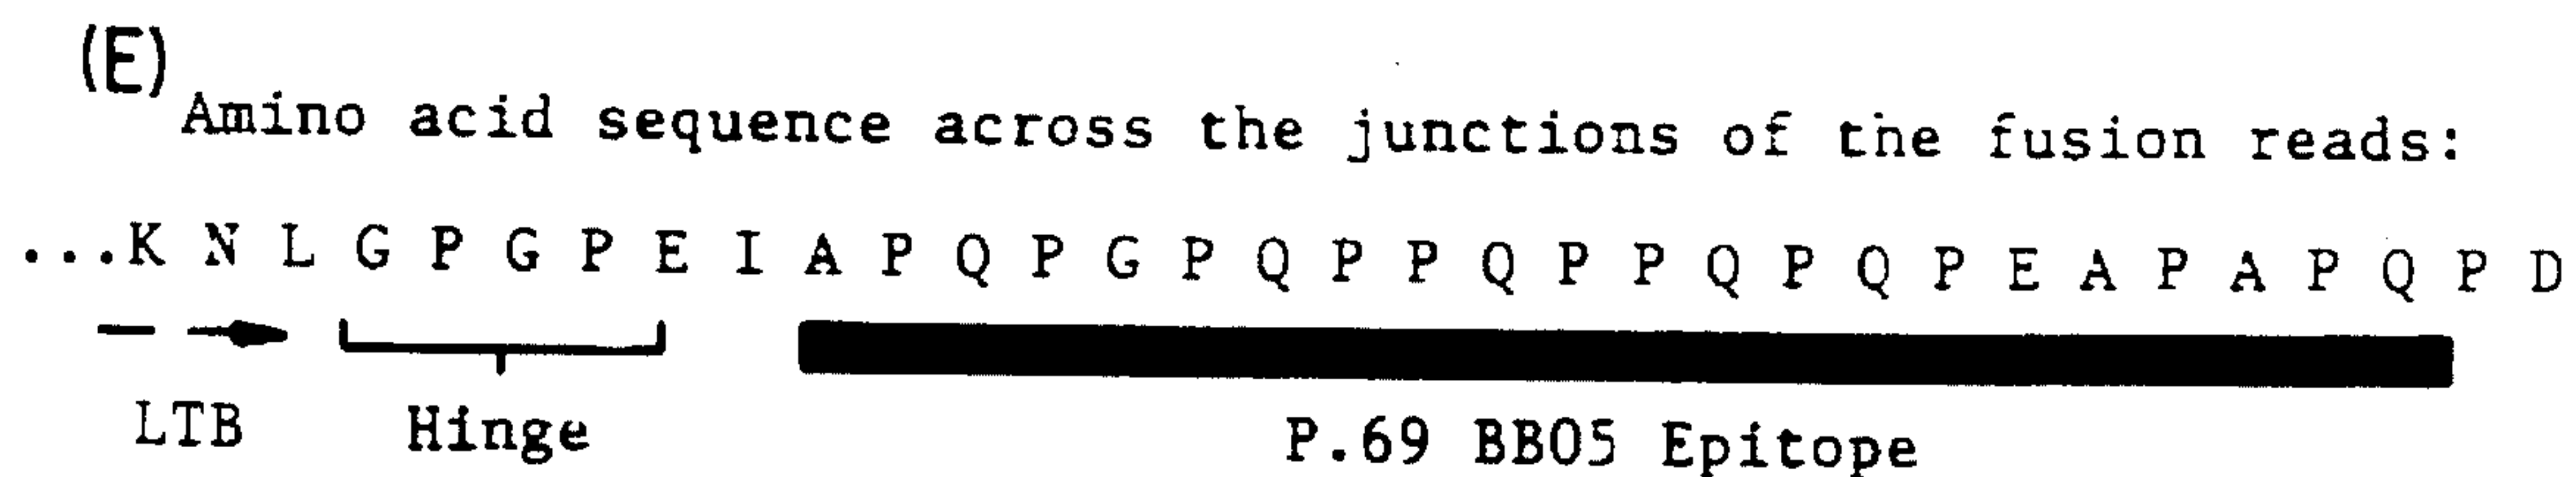 (E)
Amino acid sequence across the junctions of the fusion reads:
...K N L G P G P E I A P Q P G P Q P P Q P P Q P Q P E A P A P Q P D
LTB Hinge P.69 BB05 Epitope